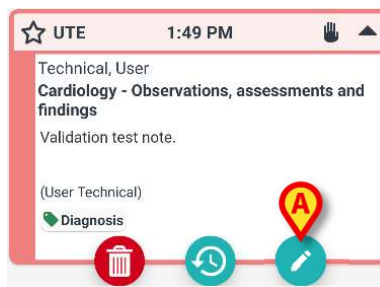 UTE 1:49 PM
Technical, User
Cardiology - Observations, assessments and
findings
Validation test note.
(User Technical)
Diagnosis
A